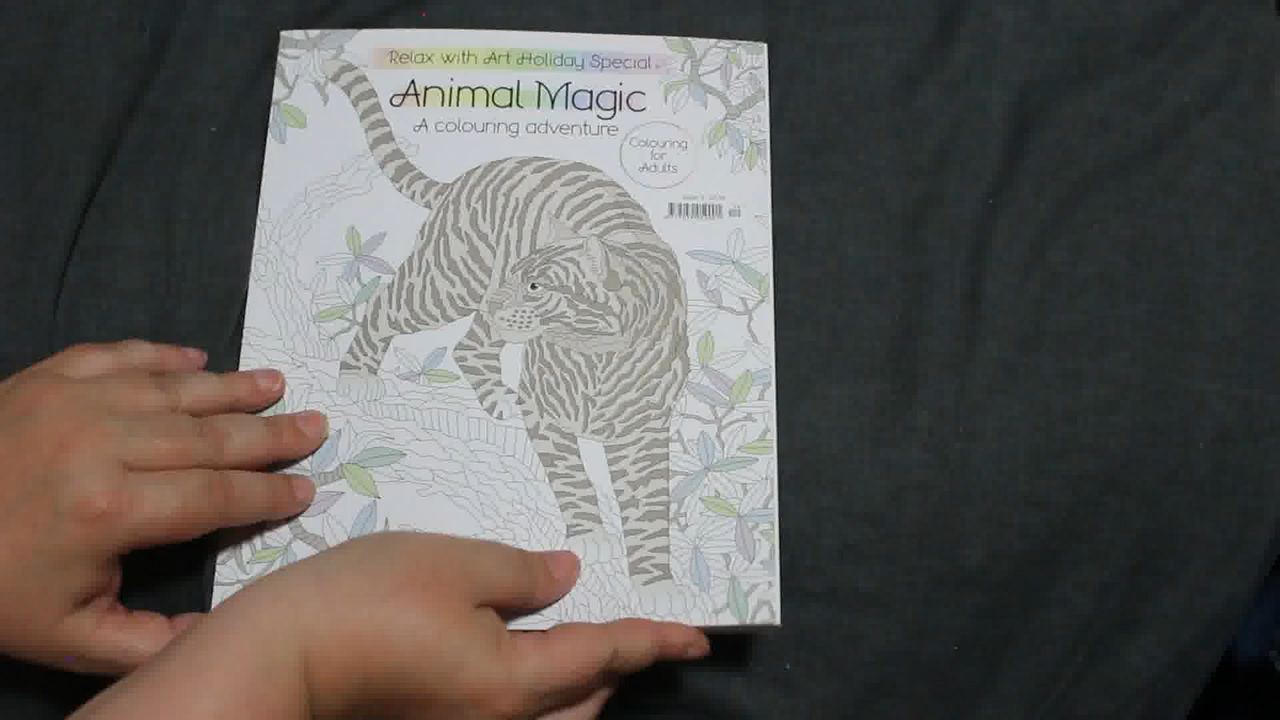 Relax with Art Holiday Special
Animal Magic
A colouring adventure
Colouring
for
Adults